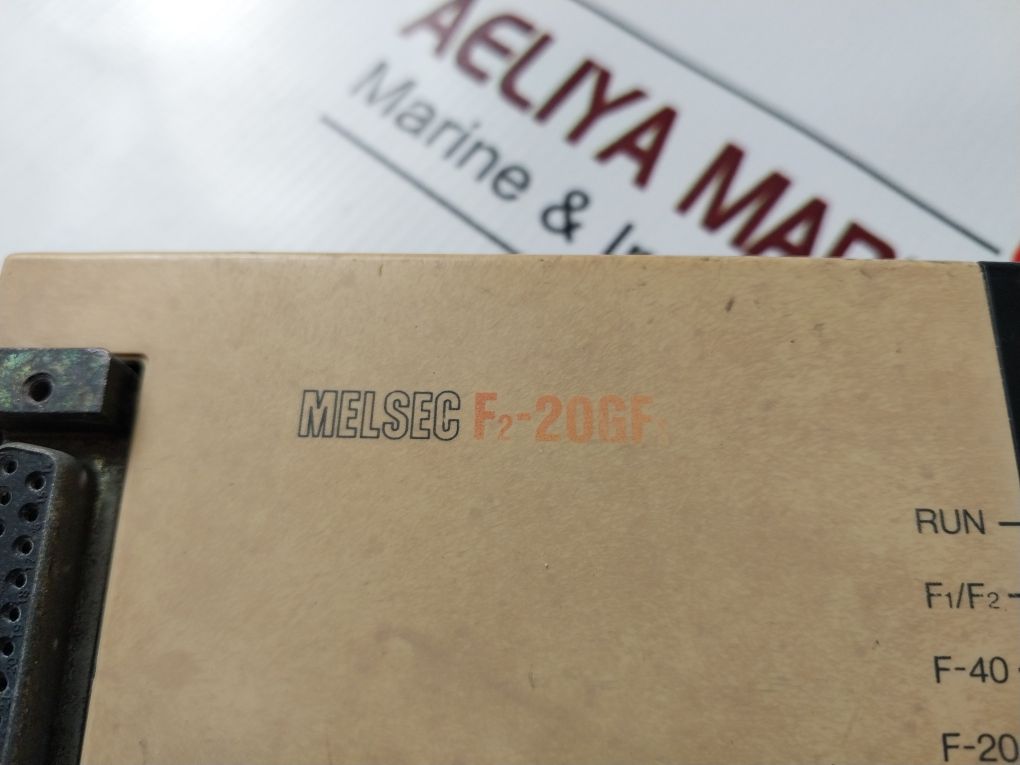 AELIYA MAR
Marine &
MELSEC F2-20GF
RUN
F1/F2
F-40
F-20